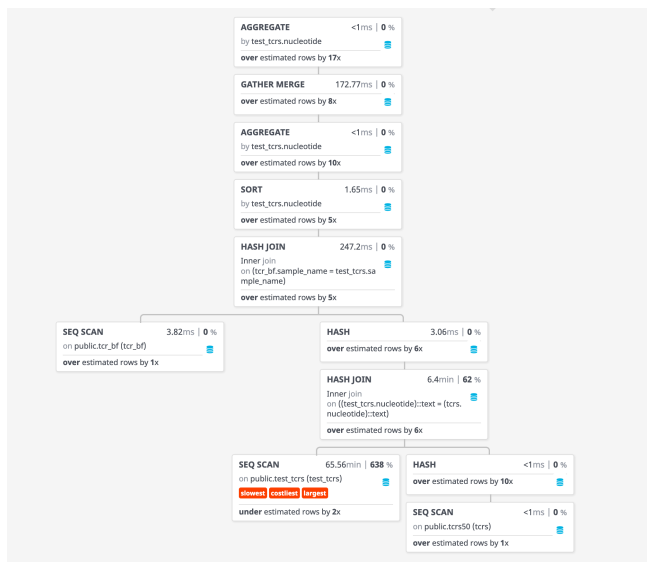 AGGREGATE <1ms | 0 %
by test_tcrs.nucleotide
over estimated rows by 17x
GATHER MERGE 172.77ms | 0 %
over estimated rows by 8x
AGGREGATE <1ms | 0 %
by test_tcrs.nucleotide
over estimated rows by 10x
SORT 1.65ms | 0 %
by test_tcrs.nucleotide
over estimated rows by 5x
HASH JOIN 247.2ms | 0 %
Inner join
on (tcr_bf.sample_name = test_tcrs.sa
mple_name)
over estimated rows by 5x
SEQ SCAN 3.82ms | 0 %
on public.tcr_bf (tcr_bf)
over estimated rows by 1x
HASH 3.06ms | 0 %
over estimated rows by 6x
HASH JOIN 6.4min | 62 %
Inner join
on ((test_tcrs.nucleotide)::text = (tcrs.
nucleotide)::text)
over estimated rows by 6x
SEQ SCAN 65.56min | 638 %
on public.test_tcrs (test_tcrs)
slowest costliest largest
under estimated rows by 2x
HASH <1ms | 0 %
over estimated rows by 10x
SEQ SCAN <1ms | 0 %
on public.tcrs50 (tcrs)
over estimated rows by 1x